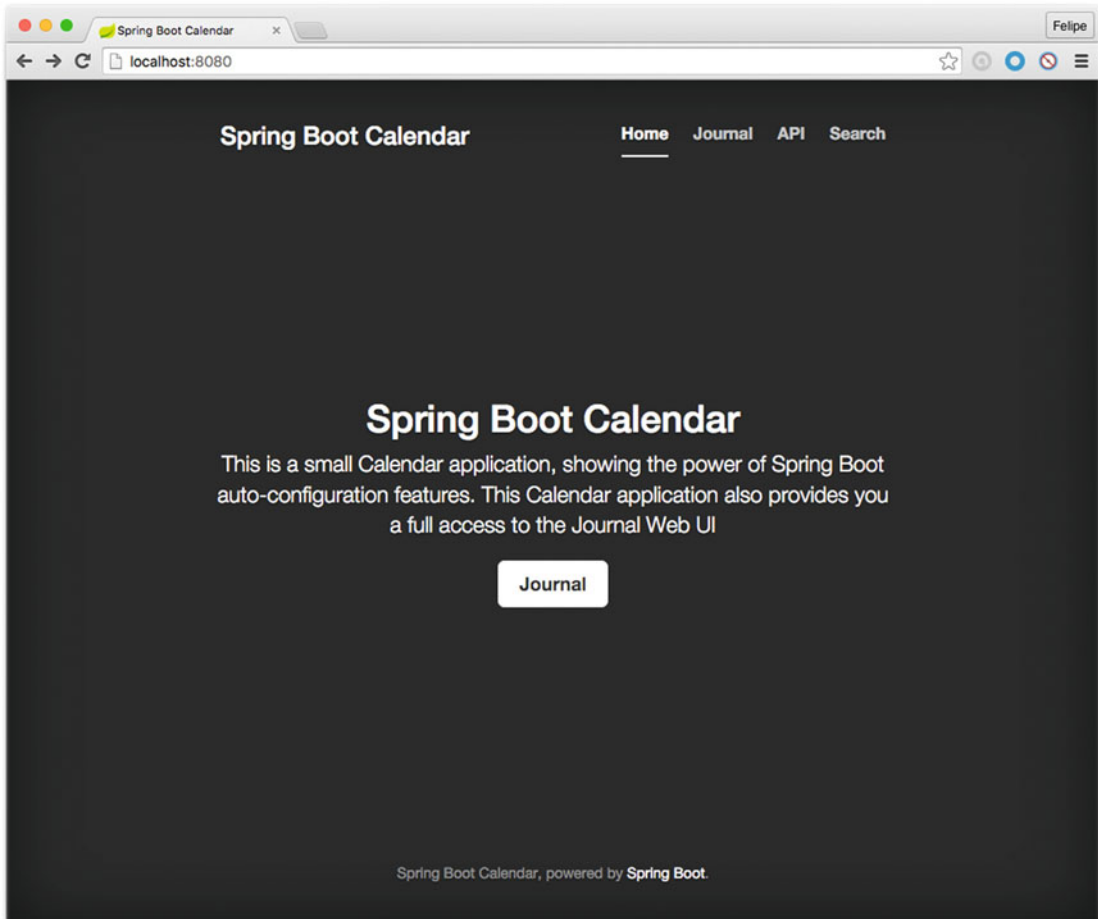 Spring Boot Calendar
Felipe
localhost:8080
Spring Boot Calendar
Home Journal API Search
Spring Boot Calendar
This is a small Calendar application, showing the power of Spring Boot
auto-configuration features. This Calendar application also provides you
a full access to the Journal Web UI
Journal
Spring Boot Calendar, powered by Spring Boot.